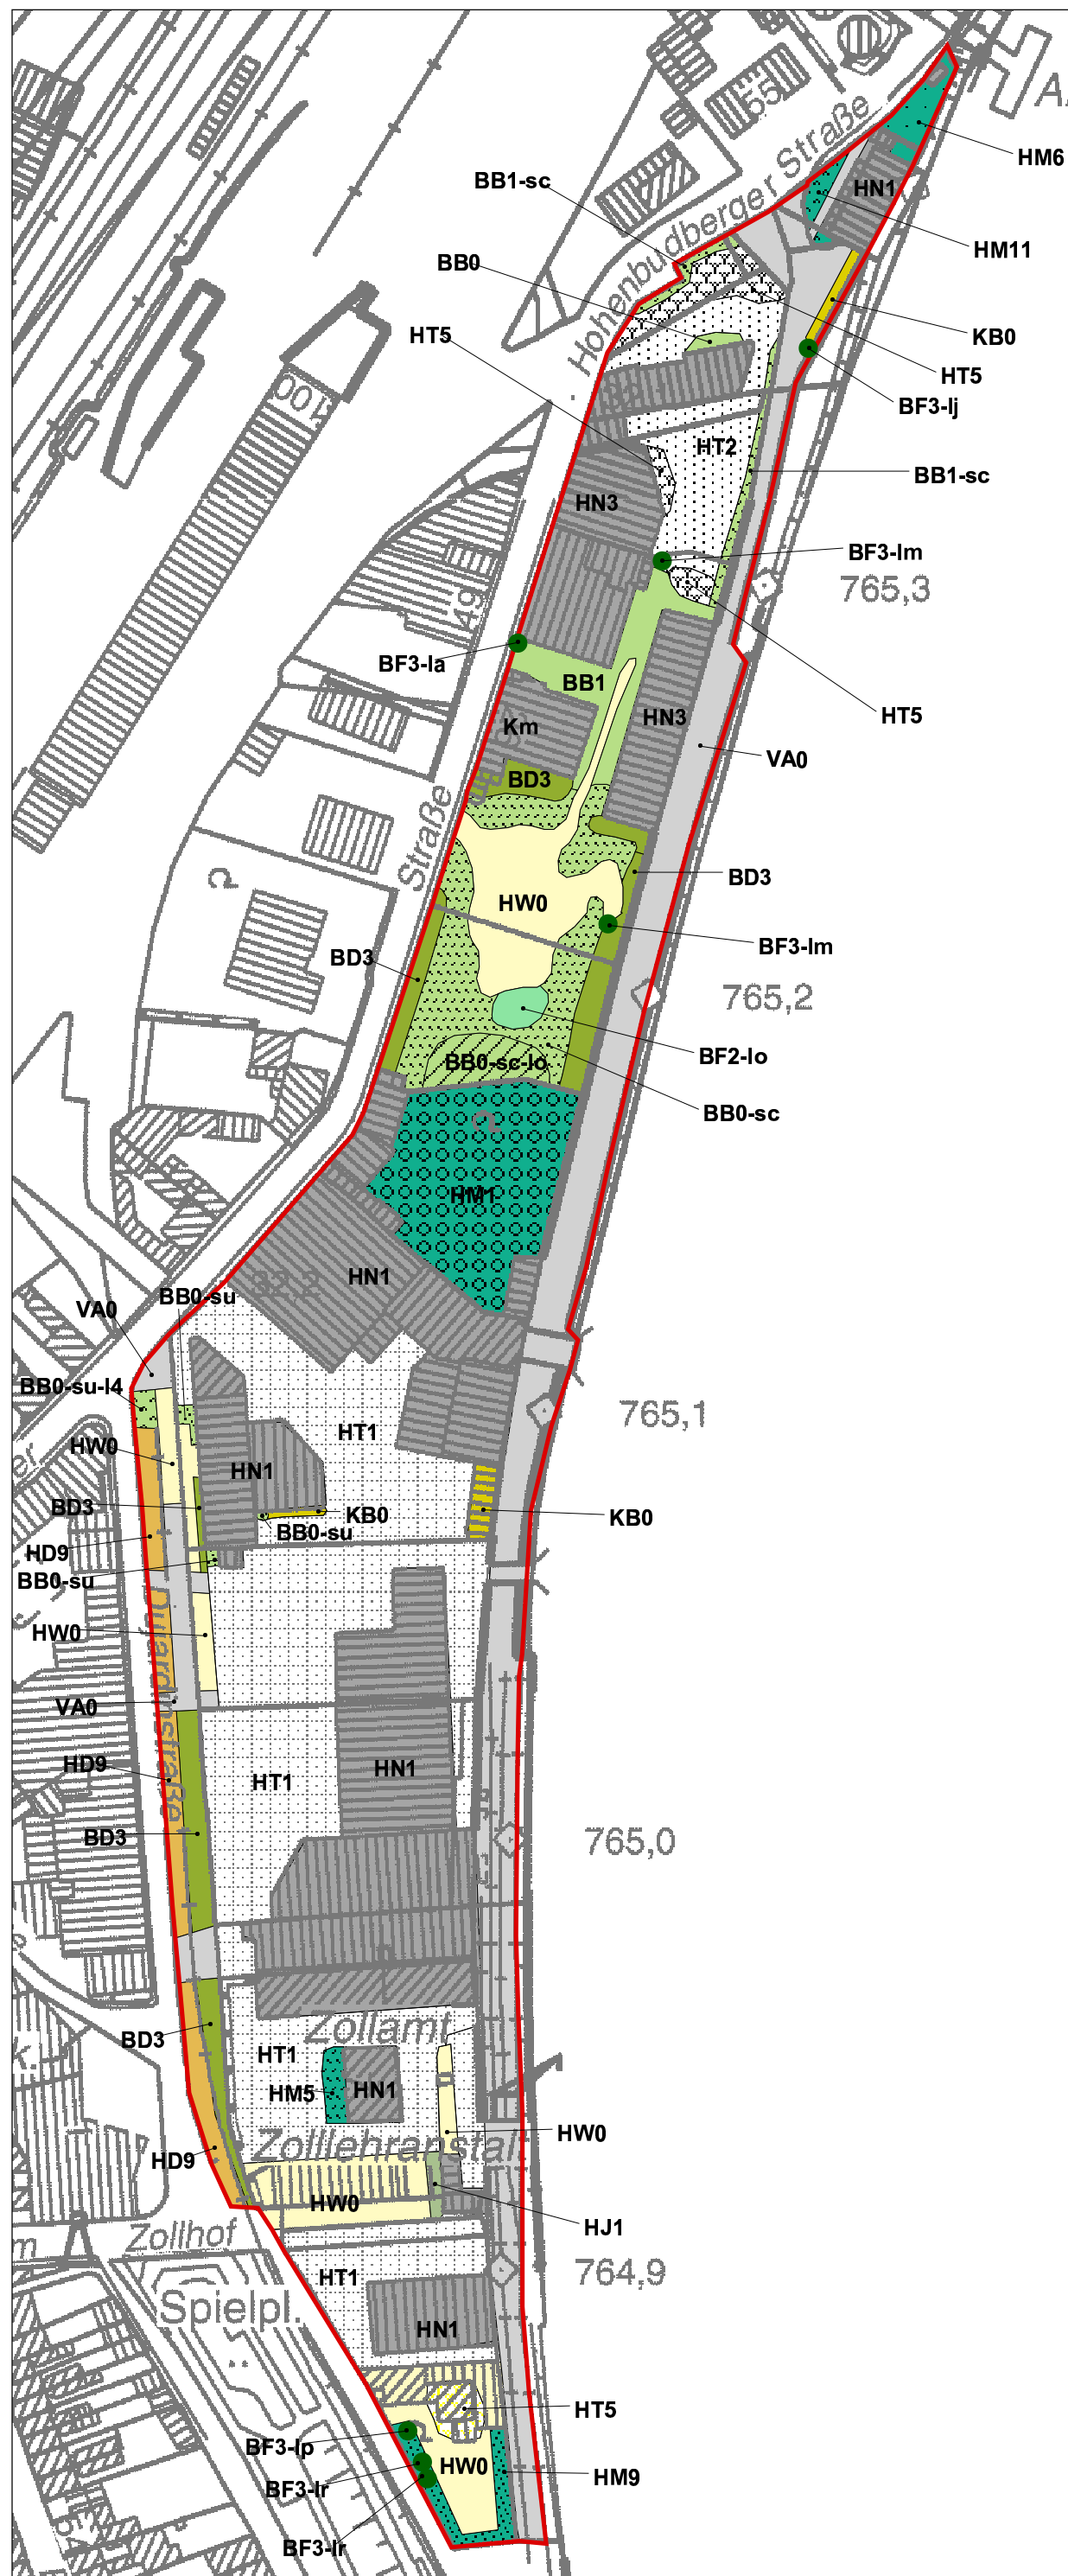 55
A.
HM6
BB1-sc
Hohenbudberger Straße
HN1
HM11
BB0
KB0
HT5
HT5
100
BF3-lj
HT2
BB1-sc
HN3
BF3-lm
765,3
BF3-la
BB1
HT5
Km
HN3
VA0
BD3
Straße
BD3
HW0
BF3-lm
BD3
765,2
BF2-lo
BB0-sc-lo
BB0-sc
HM1
HN1
BB0-su
VA0
BB0-su-l4
765,1
HT1
HW0
HN1
BD3
KB0
KB0
BB0-su
HD9
BB0-su
HW0
VA0
HD9
HT1
HN1
BD3
765,0
Zollamt
BD3
HT1
HM5
HN1
HW0
Zolllehranstal
HD9
HW0
HJ1
Zollhof
764,9
HT1
Spielpl.
HN1
HT5
BF3-lp
HW0
HM9
BF3-lr
BF3-lr